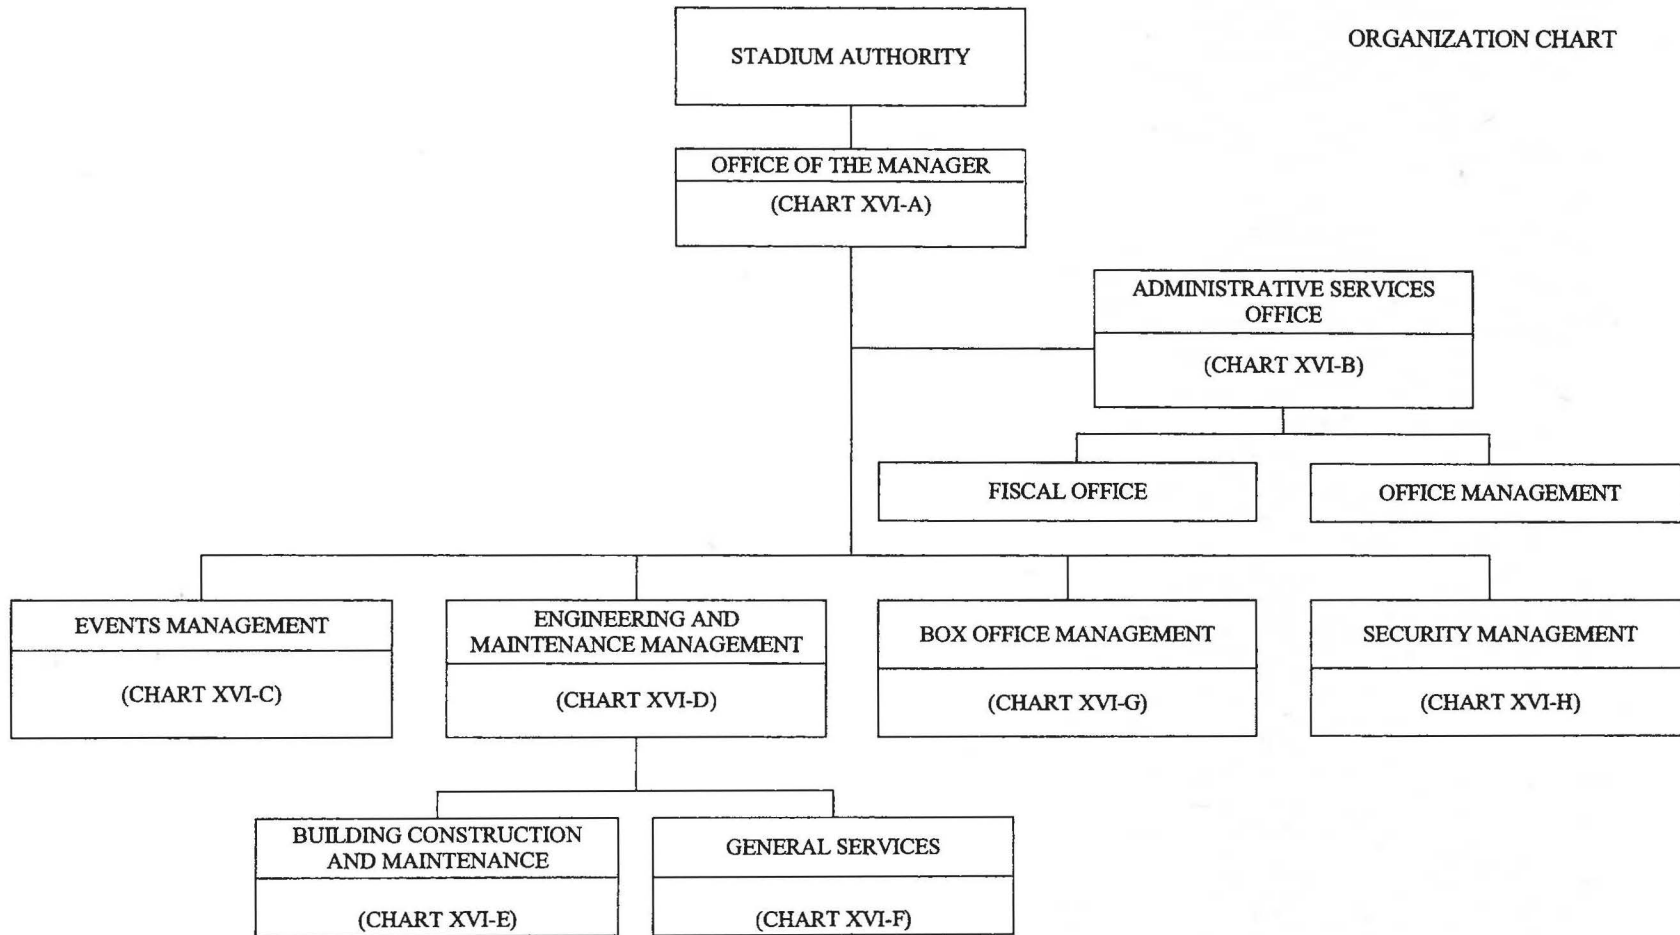 ORGANIZATION CHART
STADIUM AUTHORITY
OFFICE OF THE MANAGER
(CHART XVI-A)
ADMINISTRATIVE SERVICES
OFFICE
(CHART XVI-B)
FISCAL OFFICE
OFFICE MANAGEMENT
EVENTS MANAGEMENT
(CHART XVI-C)
ENGINEERING AND
MAINTENANCE MANAGEMENT
(CHART XVI-D)
BOX OFFICE MANAGEMENT
(CHART XVI-G)
SECURITY MANAGEMENT
(CHART XVI-H)
BUILDING CONSTRUCTION
AND MAINTENANCE
(CHART XVI-E)
GENERAL SERVICES
(CHART XVI-F)